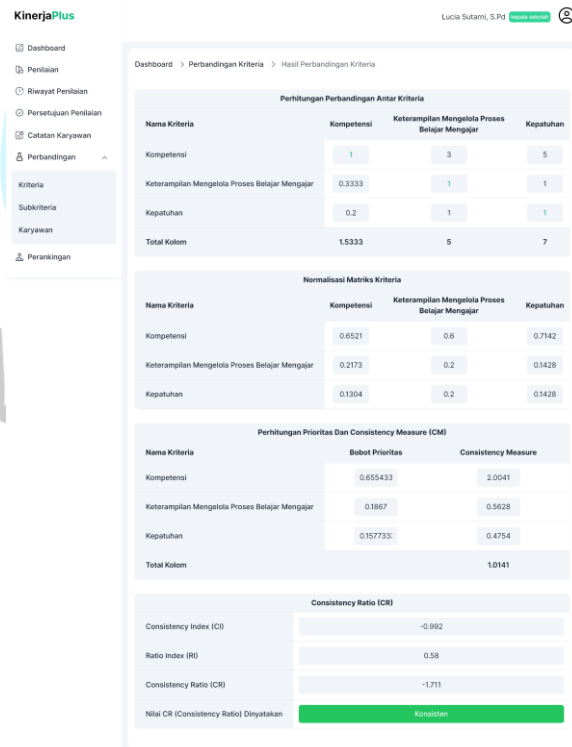 KinerjaPlus
Lucia Sutarni, S.Pd kepala sekolah
Dashboard
Penilaian
Riwayat Penilaian
Persetujuan Penilaian
Catatan Karyawan
Perbandingan
Kriteria
Subkriteria
Karyawan
Perankingan
Dashboard > Perbandingan Kriteria > Hasil Perbandingan Kriteria
Perhitungan Perbandingan Antar Kriteria
Nama Kriteria Kompetensi Keterampilan Mengelola Proses Belajar Mengajar Kepatuhan
Kompetensi 1 3 5
Keterampilan Mengelola Proses Belajar Mengajar 0.3333 1 1
Kepatuhan 0.2 1 1
Total Kolom 1.5333 5 7
Normalisasi Matriks Kriteria
Nama Kriteria Kompetensi Keterampilan Mengelola Proses Belajar Mengajar Kepatuhan
Kompetensi 0.6521 0.6 0.7142
Keterampilan Mengelola Proses Belajar Mengajar 0.2173 0.2 0.1428
Kepatuhan 0.1304 0.2 0.1428
Perhitungan Prioritas Dan Consistency Measure (CM)
Nama Kriteria Bobot Prioritas Consistency Measure
Kompetensi 0.655433 2.0041
Keterampilan Mengelola Proses Belajar Mengajar 0.1867 0.5628
Kepatuhan 0.157733 0.4754
Total Kolom 1.0141
Consistency Ratio (CR)
Consistency Index (CI) -0.992
Ratio Index (RI) 0.58
Consistency Ratio (CR) -1.711
Nilai CR (Consistency Ratio) Dinyatakan Konsisten